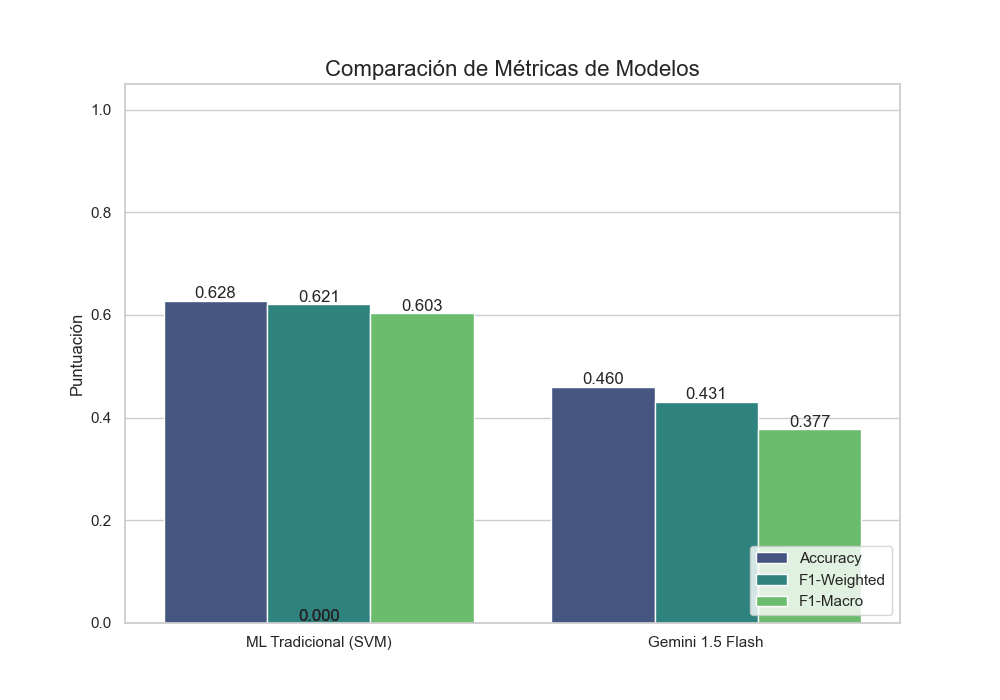 Comparación de Métricas de Modelos
Puntuación
1.0
0.8
0.6
0.4
0.2
0.0
0.628
0.621
0.603
0.460
0.431
0.377
0.000
Accuracy
F1-Weighted
F1-Macro
ML Tradicional (SVM)
Gemini 1.5 Flash